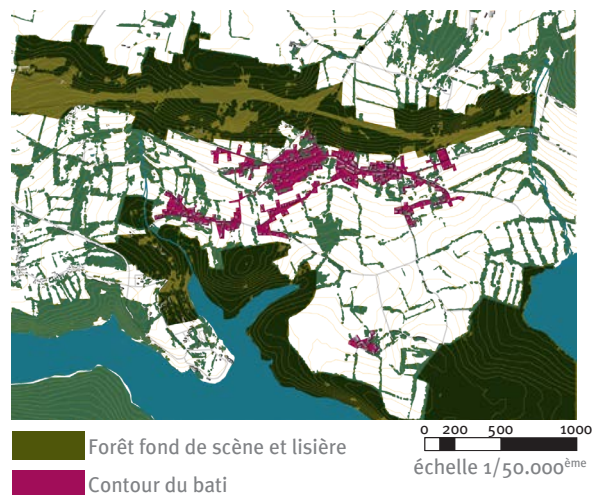 0 200 500 1000
Forêt fond de scène et lisière
échelle 1/50.000ème
Contour du bati